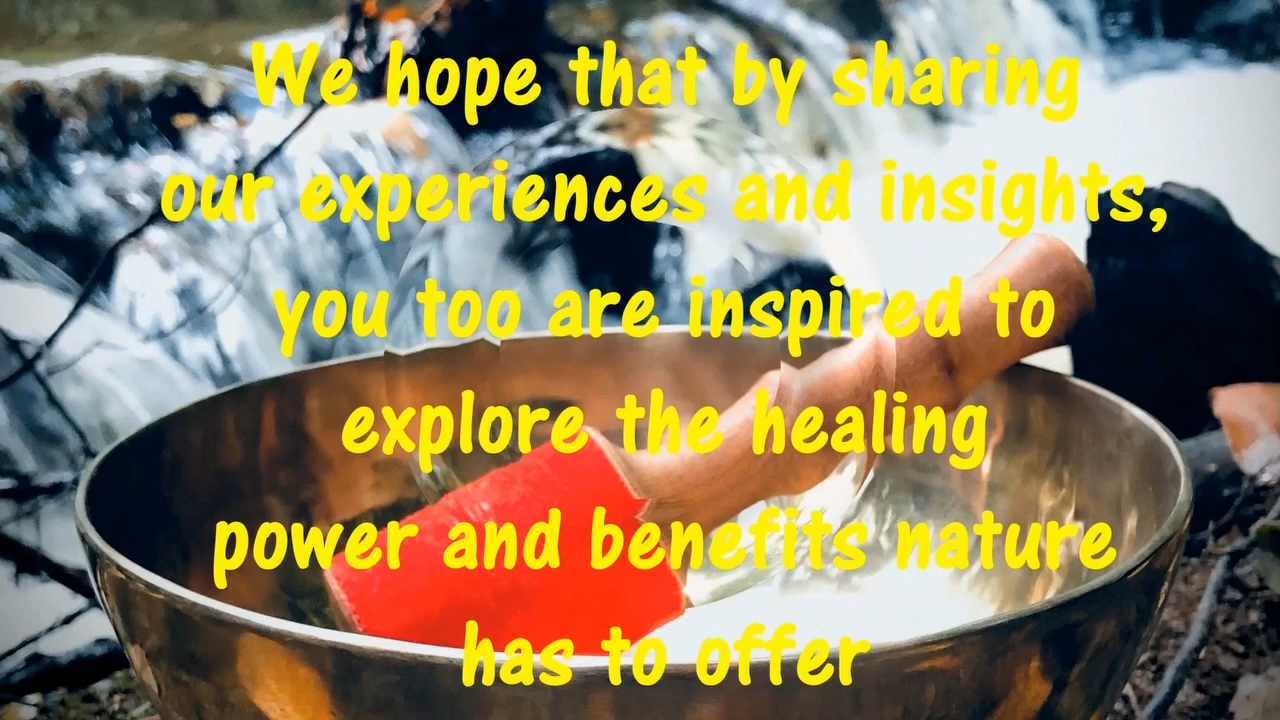 We hope that by sharing
our experiences and insights,
you too are inspired to
explore the healing
power and benefits nature
has to offer